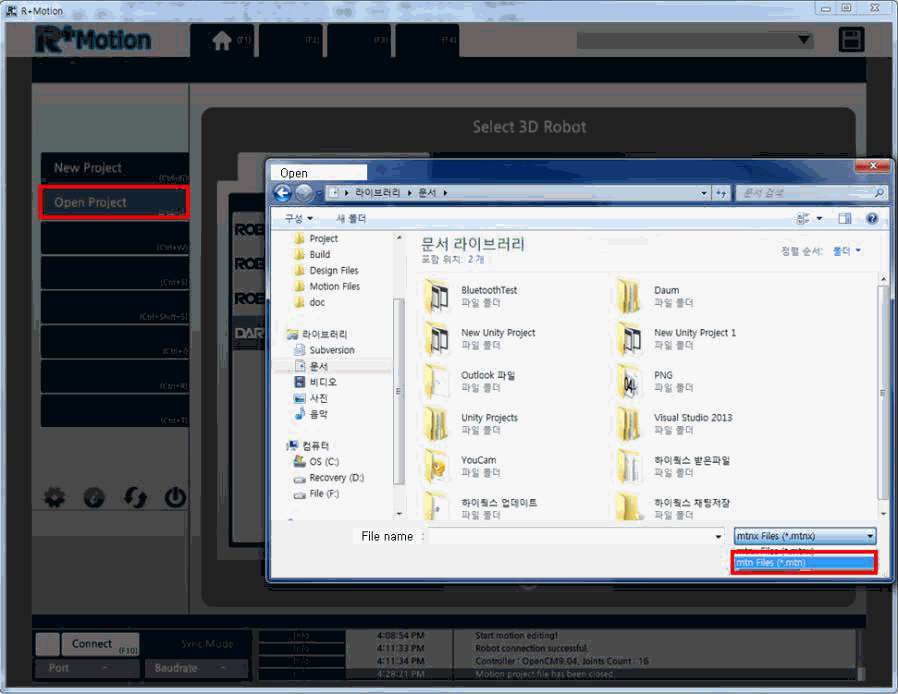 R+Motion
R+Motion
(F1)
(F2)
(F3)
(F4)
Select 3D Robot
New Project
Open Project
(Ctrl+W)
(Ctrl+S)
(Ctrl+Shift+S)
(Ctrl+R)
(Ctrl+T)
Open
라이브러리 ▸ 문서 ▸
문서 검색
구성 ▼ 새 폴더
Project
Build
Design Files
Motion Files
doc
라이브러리
Subversion
문서
비디오
사진
음악
컴퓨터
OS (C:)
Recovery (D:)
File (F:)
문서 라이브러리
포함 위치: 2 개
정렬 순서: 폴더 ▼
BluetoothTest
파일 폴더
Daum
파일 폴더
New Unity Project
파일 폴더
New Unity Project 1
파일 폴더
Outlook 파일
파일 폴더
PNG
파일 폴더
Unity Projects
파일 폴더
Visual Studio 2013
파일 폴더
YouCam
파일 폴더
하이웍스 받은파일
파일 폴더
하이웍스 업데이트
파일 폴더
하이웍스 채팅저장
파일 폴더
File name :
mtnx Files (*.mtnx)
mtnx Files (*.mtnx)
mtn Files (*.mtn)
Connect (F10)
Sync Mode
Port -
Baudrate -
Info 4:08:54 PM Start motion editing!
Info 4:11:33 PM Robot connection successful.
Info 4:11:34 PM Controller : OpenCM9.04, Joints Count : 16
4:28:21 PM Motion project file has been closed.